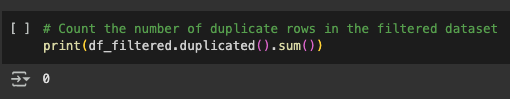 [ ] # Count the number of duplicate rows in the filtered dataset
print(df_filtered.duplicated().sum())
0